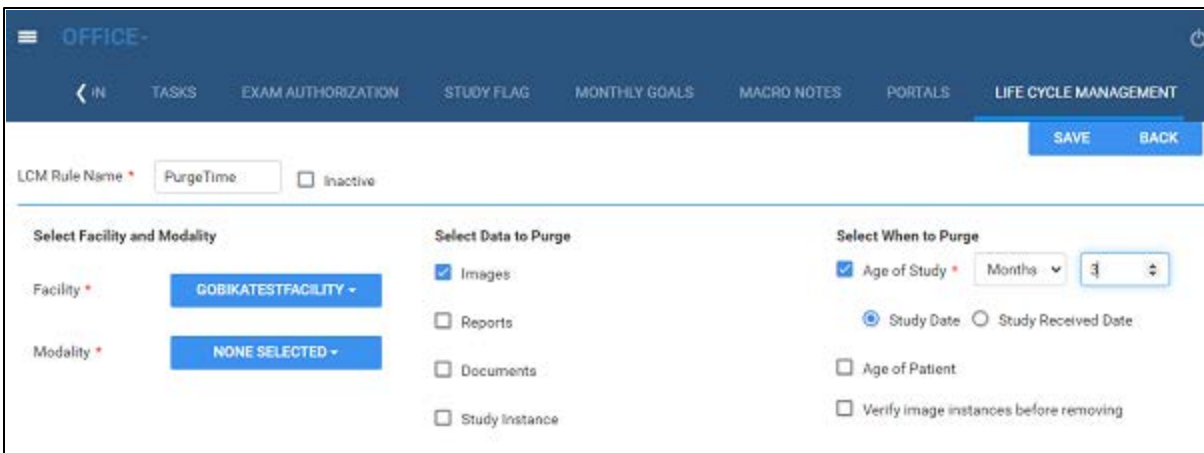 OFFICE-
IN TASKS EXAM AUTHORIZATION STUDY FLAG MONTHLY GOALS MACRO NOTES PORTALS LIFE CYCLE MANAGEMENT
SAVE BACK
LCM Rule Name * PurgeTime Inactive
Select Facility and Modality
Facility * GOBIKATESTFACILITY
Modality * NONE SELECTED
Select Data to Purge
Images
Reports
Documents
Study Instance
Select When to Purge
Age of Study * Months 3
Study Date Study Received Date
Age of Patient
Verify image instances before removing